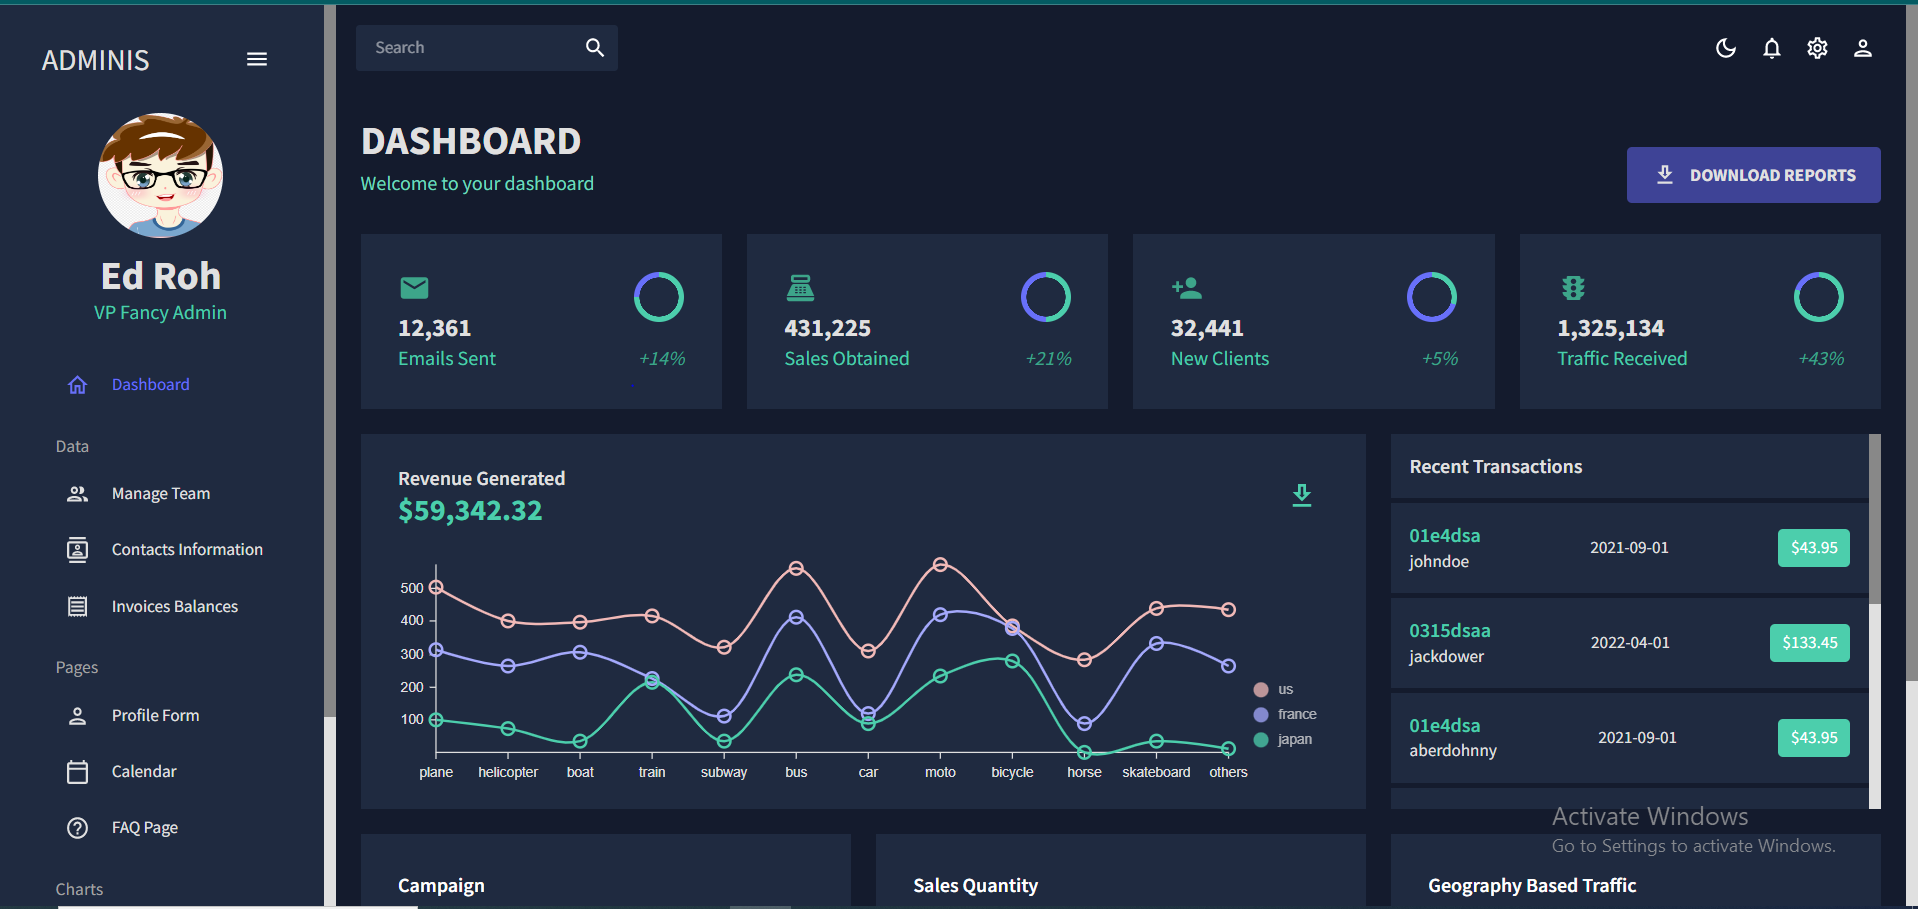 ADMINIS
Ed Roh
VP Fancy Admin
Dashboard
Data
Manage Team
Contacts Information
Invoices Balances
Pages
Profile Form
Calendar
FAQ Page
Charts
Search
DASHBOARD
Welcome to your dashboard
DOWNLOAD REPORTS
12,361
Emails Sent +14%
431,225
Sales Obtained +21%
32,441
New Clients +5%
1,325,134
Traffic Received +43%
Revenue Generated
$59,342.32
500
400
300
200
100
plane helicopter boat train subway bus car moto bicycle horse skateboard others
us
france
japan
Recent Transactions
01e4dsa
johndoe
2021-09-01
$43.95
0315dsaa
jackdower
2022-04-01
$133.45
01e4dsa
aberdohnny
2021-09-01
$43.95
Activate Windows
Go to Settings to activate Windows.
Campaign
Sales Quantity
Geography Based Traffic